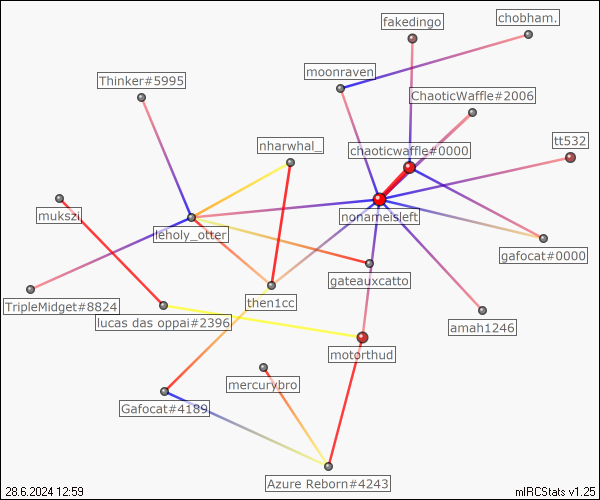 chobham.
fakedingo
moonraven
Thinker#5995
ChaoticWaffle#2006
tt532
nharwhal_
chaoticwaffle#0000
mukszi
nonameisleft
leholy_otter
gafocat#0000
gateauxcatto
TripleMidget#8824
then1cc
lucas das oppai#2396
amah1246
motorthud
mercurybro
Gafocat#4189
Azure Reborn#4243
28.6.2024 12:59
mIRCStats v1.25